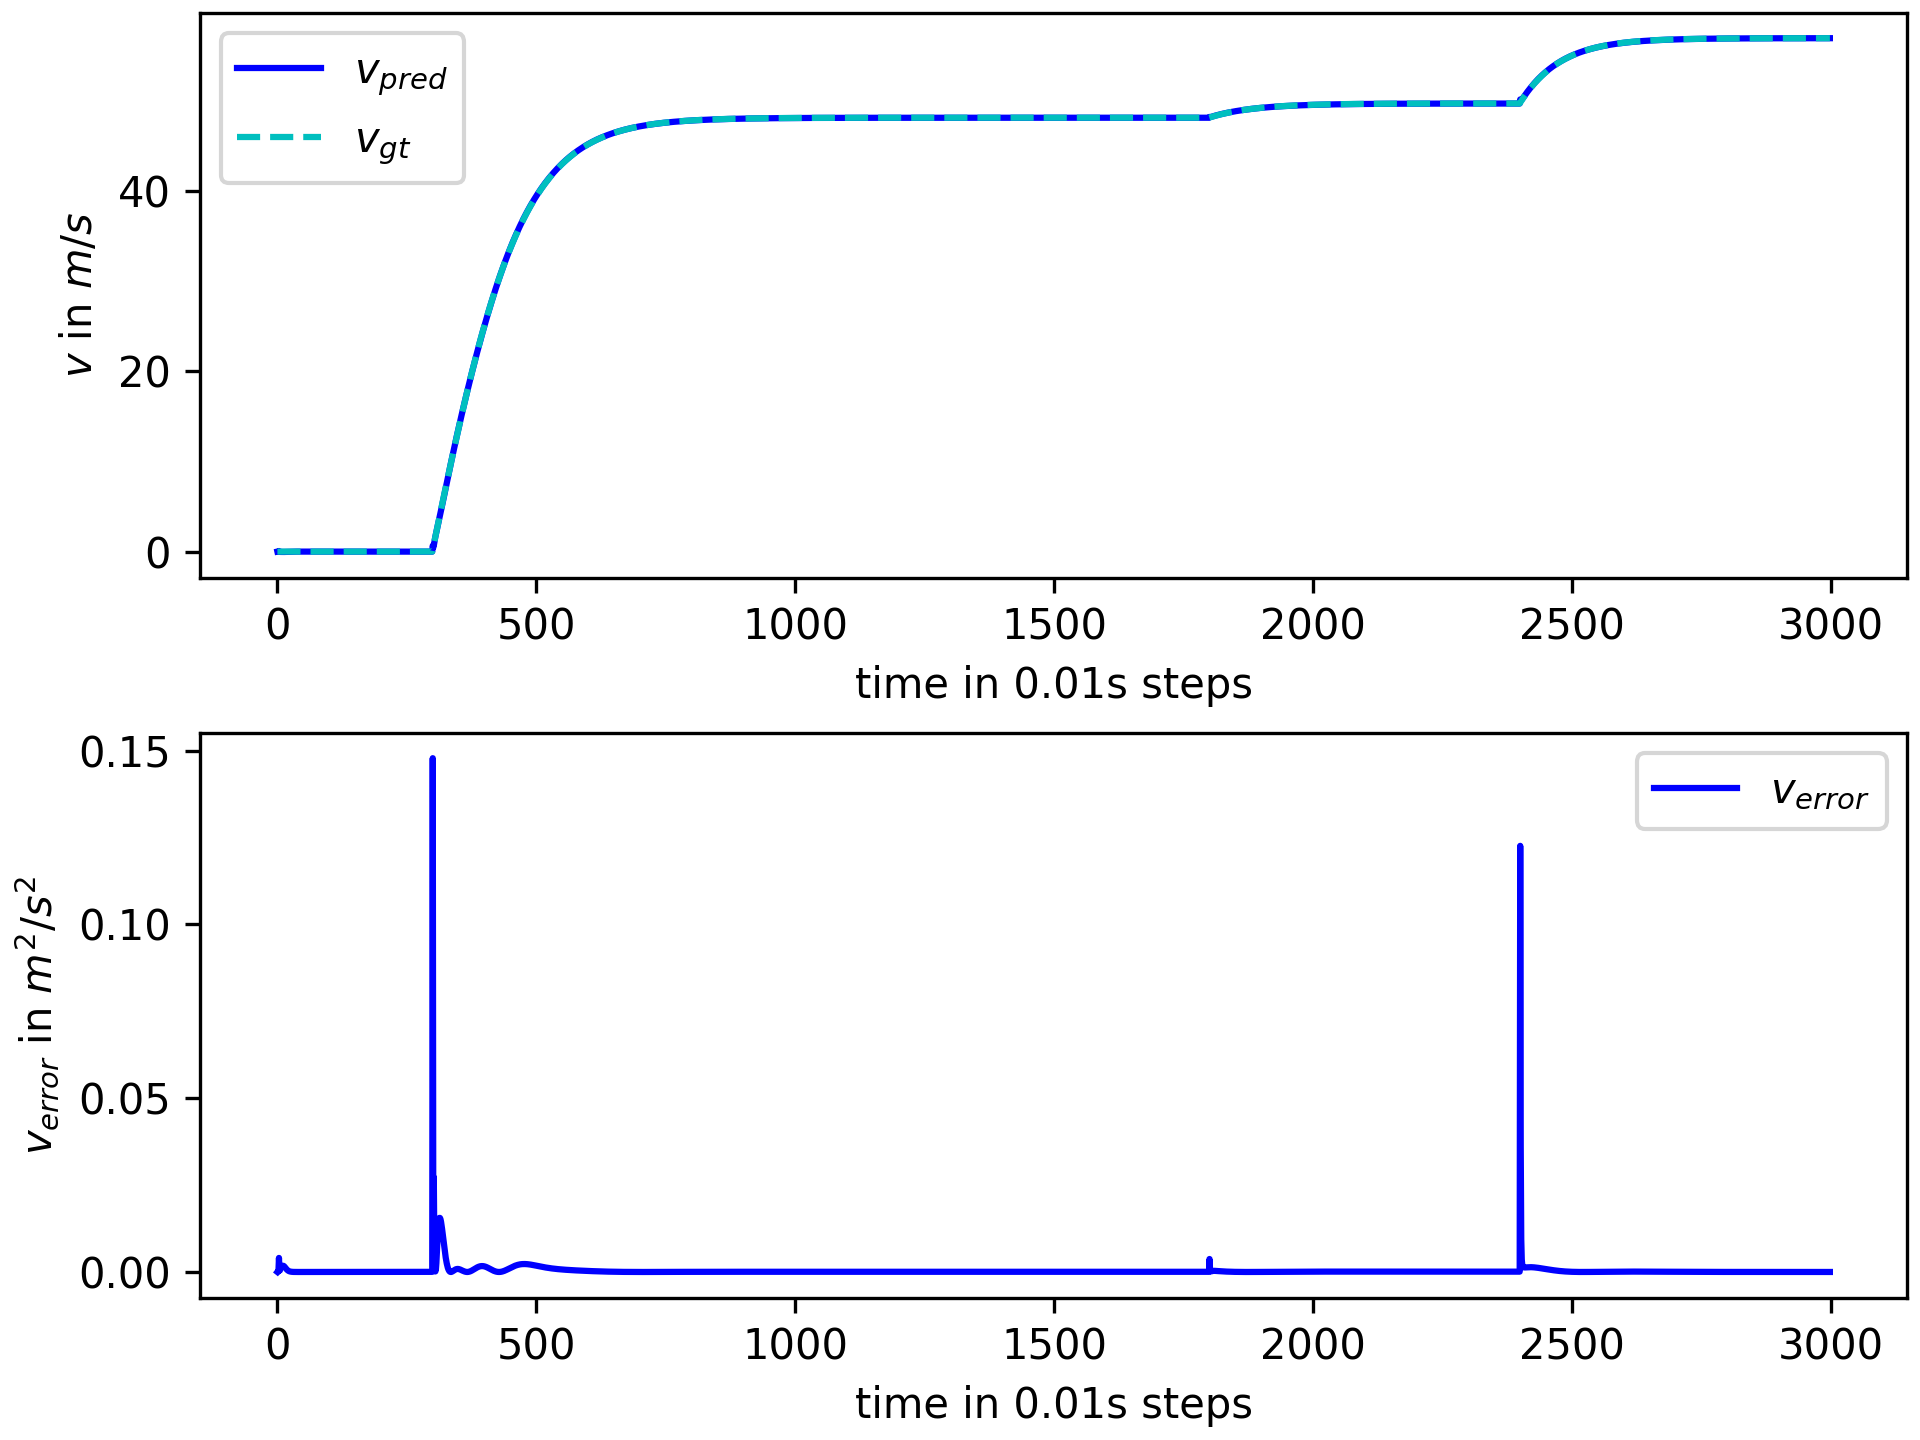 v_pred
v_gt
40
20
0
v in m/s
0 500 1000 1500 2000 2500 3000
time in 0.01s steps
0.15
0.10
0.05
0.00
v_error in m²/s²
v_error
0 500 1000 1500 2000 2500 3000
time in 0.01s steps